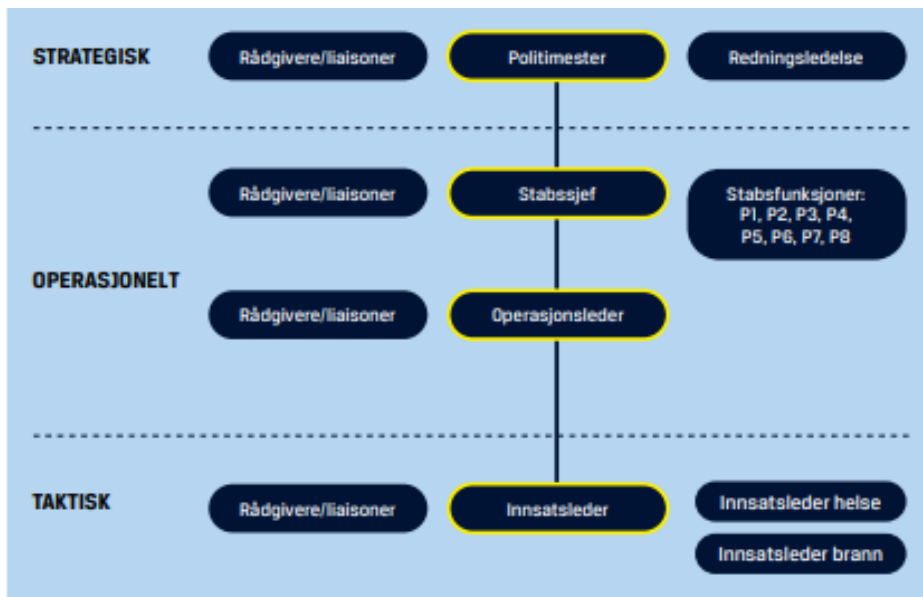 STRATEGISK
Rådgivere/liaisoner
Politimester
Redningsledelse
Rådgivere/liaisoner
Stabssjef
Stabsfunksjoner:
P1, P2, P3, P4,
P5, P6, P7, P8
OPERASJONELT
Rådgivere/liaisoner
Operasjonsleder
TAKTISK
Rådgivere/liaisoner
Innsatsleder
Innsatsleder helse
Innsatsleder brann